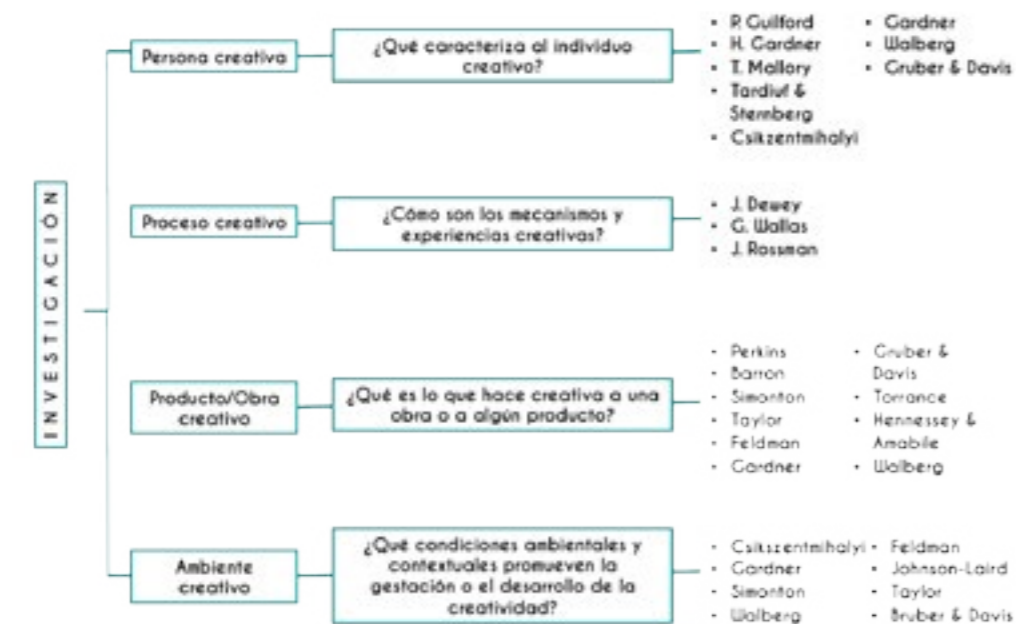 INVESTIGACIÓN
Persona creativa
¿Qué caracteriza al individuo
creativo?
• P. Guilford
• H. Gardner
• T. Mallory
• Tardiuf &
Sternberg
• Csikzentmihalyi
• Gardner
• Walberg
• Gruber & Davis
Proceso creativo
¿Cómo son los mecanismos y
experiencias creativas?
• J. Dewey
• G. Wallas
• J. Rossman
Producto/Obra
creativo
¿Qué es lo que hace creativa a una
obra o a algún producto?
• Perkins
• Barron
• Simonton
• Taylor
• Feldman
• Gardner
• Gruber &
Davis
• Torrance
• Hennessey &
Amabile
• Walberg
Ambiente
creativo
¿Qué condiciones ambientales y
contextuales promueven la
gestación o el desarrollo de la
creatividad?
• Csikszentmihalyi
• Gardner
• Simonton
• Walberg
• Feldman
• Johnson-Laird
• Taylor
• Bruber & Davis